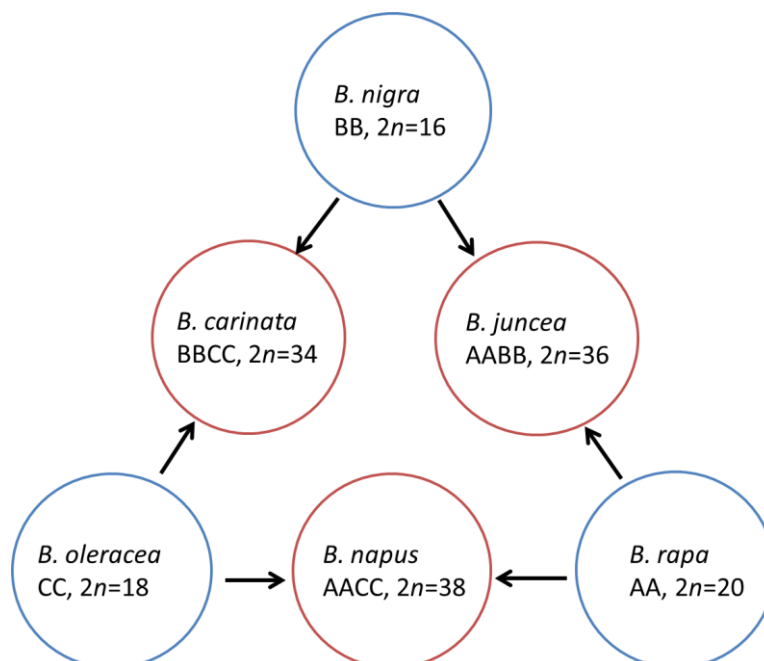 B. nigra
BB, 2n=16
B. carinata
BBCC, 2n=34
B. juncea
AABB, 2n=36
B. oleracea
CC, 2n=18
B. napus
AACC, 2n=38
B. rapa
AA, 2n=20